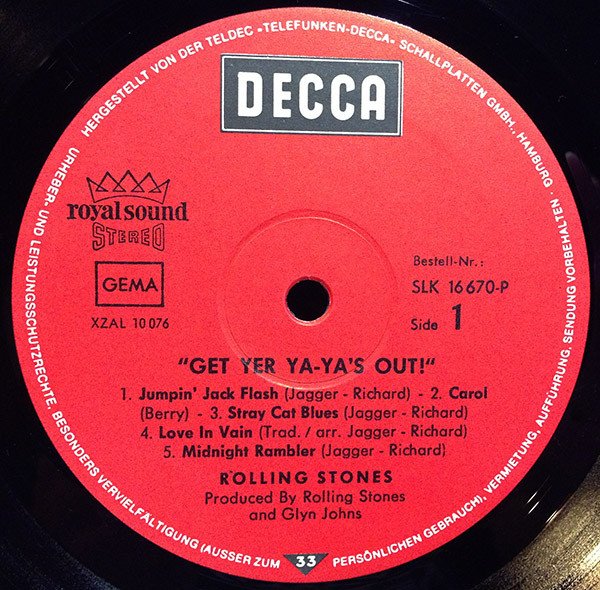 HERGESTELLT VON DER TELDEC »TELEFUNKEN-DECCA« SCHALLPLATTEN GMBH., HAMBURG · URHEBER- UND LEISTUNGSSCHUTZRECHTE, BESONDERS VERVIELFÄLTIGUNG (AUSSER ZUM PERSÖNLICHEN GEBRAUCH), VERMIETUNG, AUFFÜHRUNG, SENDUNG VORBEHALTEN ·
DECCA
royal sound
STEREO
GEMA
XZAL 10 076
Bestell-Nr.:
SLK 16 670-P
Side 1
"GET YER YA-YA'S OUT!"
1. Jumpin' Jack Flash (Jagger - Richard) - 2. Carol
(Berry) - 3. Stray Cat Blues (Jagger - Richard)
4. Love In Vain (Trad. / arr. Jagger - Richard)
5. Midnight Rambler (Jagger - Richard)
ROLLING STONES
Produced By Rolling Stones
and Glyn Johns
33